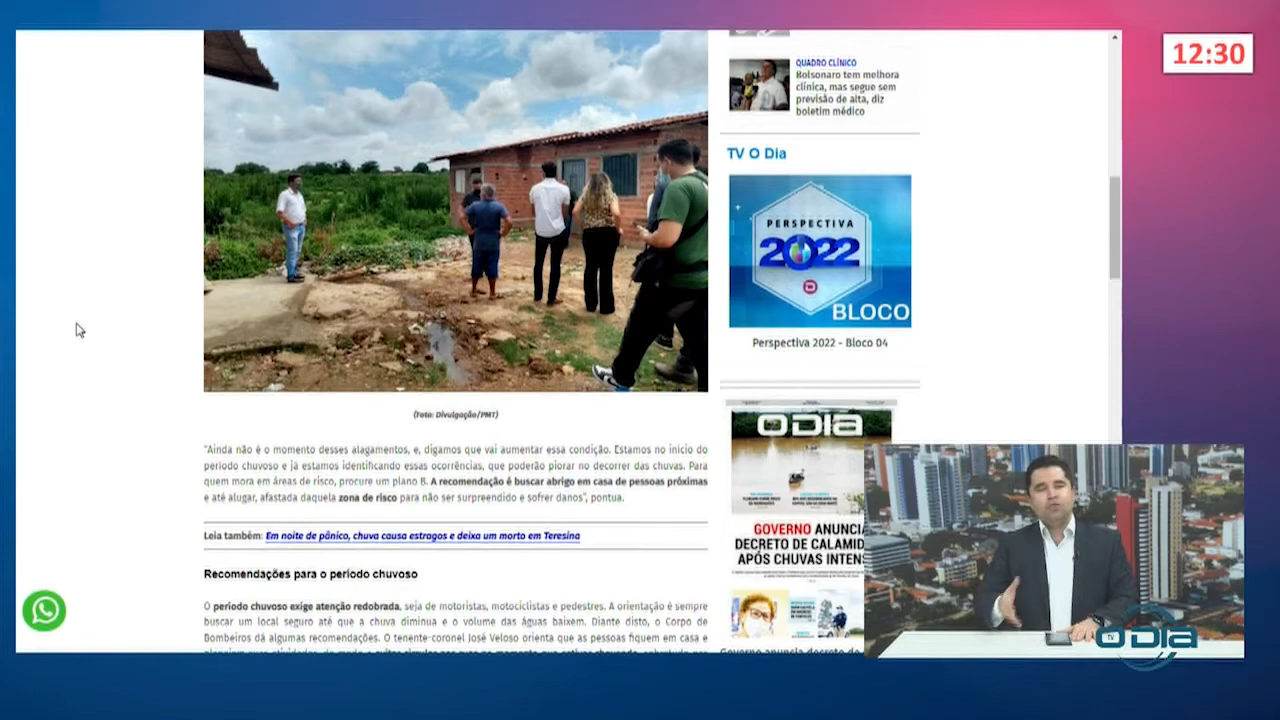 12:30
QUADRO CLÍNICO
Bolsonaro tem melhora
clínica, mas segue sem
previsão de alta, diz
boletim médico
TV O Dia
PERSPECTIVA
2022
BLOCO
Perspectiva 2022 - Bloco 04
(Foto: Divulgação/PMT)
"Ainda não é o momento desses alagamentos, e, digamos que vai aumentar essa condição. Estamos no início do
período chuvoso e já estamos identificando essas ocorrências, que poderão piorar no decorrer das chuvas. Para
quem mora em áreas de risco, procure um plano B. A recomendação é buscar abrigo em casa de pessoas próximas
e até alugar, afastada daquela zona de risco para não ser surpreendido e sofrer danos", pontua.
Leia também: Em noite de pânico, chuva causa estragos e deixa um morto em Teresina
Recomendações para o período chuvoso
O período chuvoso exige atenção redobrada, seja de motoristas, motociclistas e pedestres. A orientação é sempre
buscar um local seguro até que a chuva diminua e o volume das águas baixem. Diante disto, o Corpo de
Bombeiros dá algumas recomendações. O tenente-coronel José Veloso orienta que as pessoas fiquem em casa e
O DIA
GOVERNO ANUNCIA
DECRETO DE CALAMID
APÓS CHUVAS INTENS
Governo anuncia decreto de
O DIA
TV